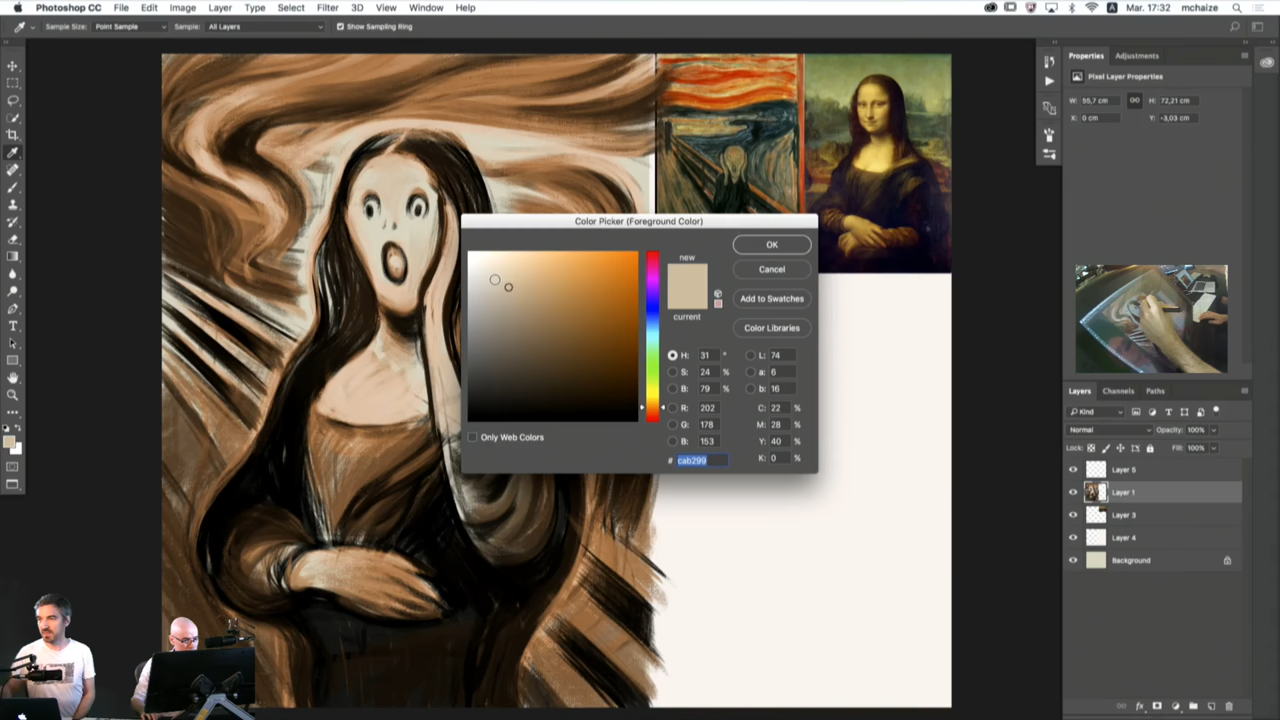 Photoshop CC File Edit Image Layer Type Select Filter 3D View Window Help Mar. 17:32 mchaize
Sample Size: Point Sample Sample: All Layers Show Sampling Ring
Properties Adjustments
Pixel Layer Properties
W: 55,7 cm H: 72,21 cm
X: 0 cm Y: -3,03 cm
Color Picker (Foreground Color)
new
current
OK
Cancel
Add to Swatches
Color Libraries
H: 31 ° L: 74
S: 24 % a: 6
B: 79 % b: 16
R: 202 C: 22 %
G: 178 M: 28 %
B: 153 Y: 40 %
# cab299 K: 0 %
Only Web Colors
Layers Channels Paths
Kind
Normal Opacity: 100%
Lock: Fill: 100%
Layer 5
Layer 1
Layer 3
Layer 4
Background
fx